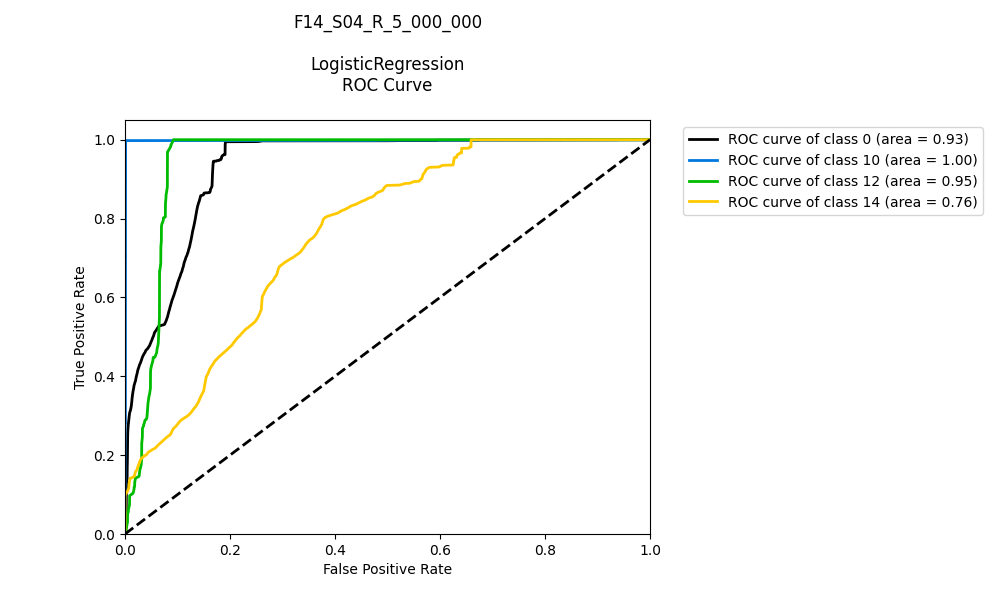 F14_S04_R_5_000_000
LogisticRegression
ROC Curve
ROC curve of class 0 (area = 0.93)
ROC curve of class 10 (area = 1.00)
ROC curve of class 12 (area = 0.95)
ROC curve of class 14 (area = 0.76)
True Positive Rate
1.0
0.8
0.6
0.4
0.2
0.0
0.0 0.2 0.4 0.6 0.8 1.0
False Positive Rate